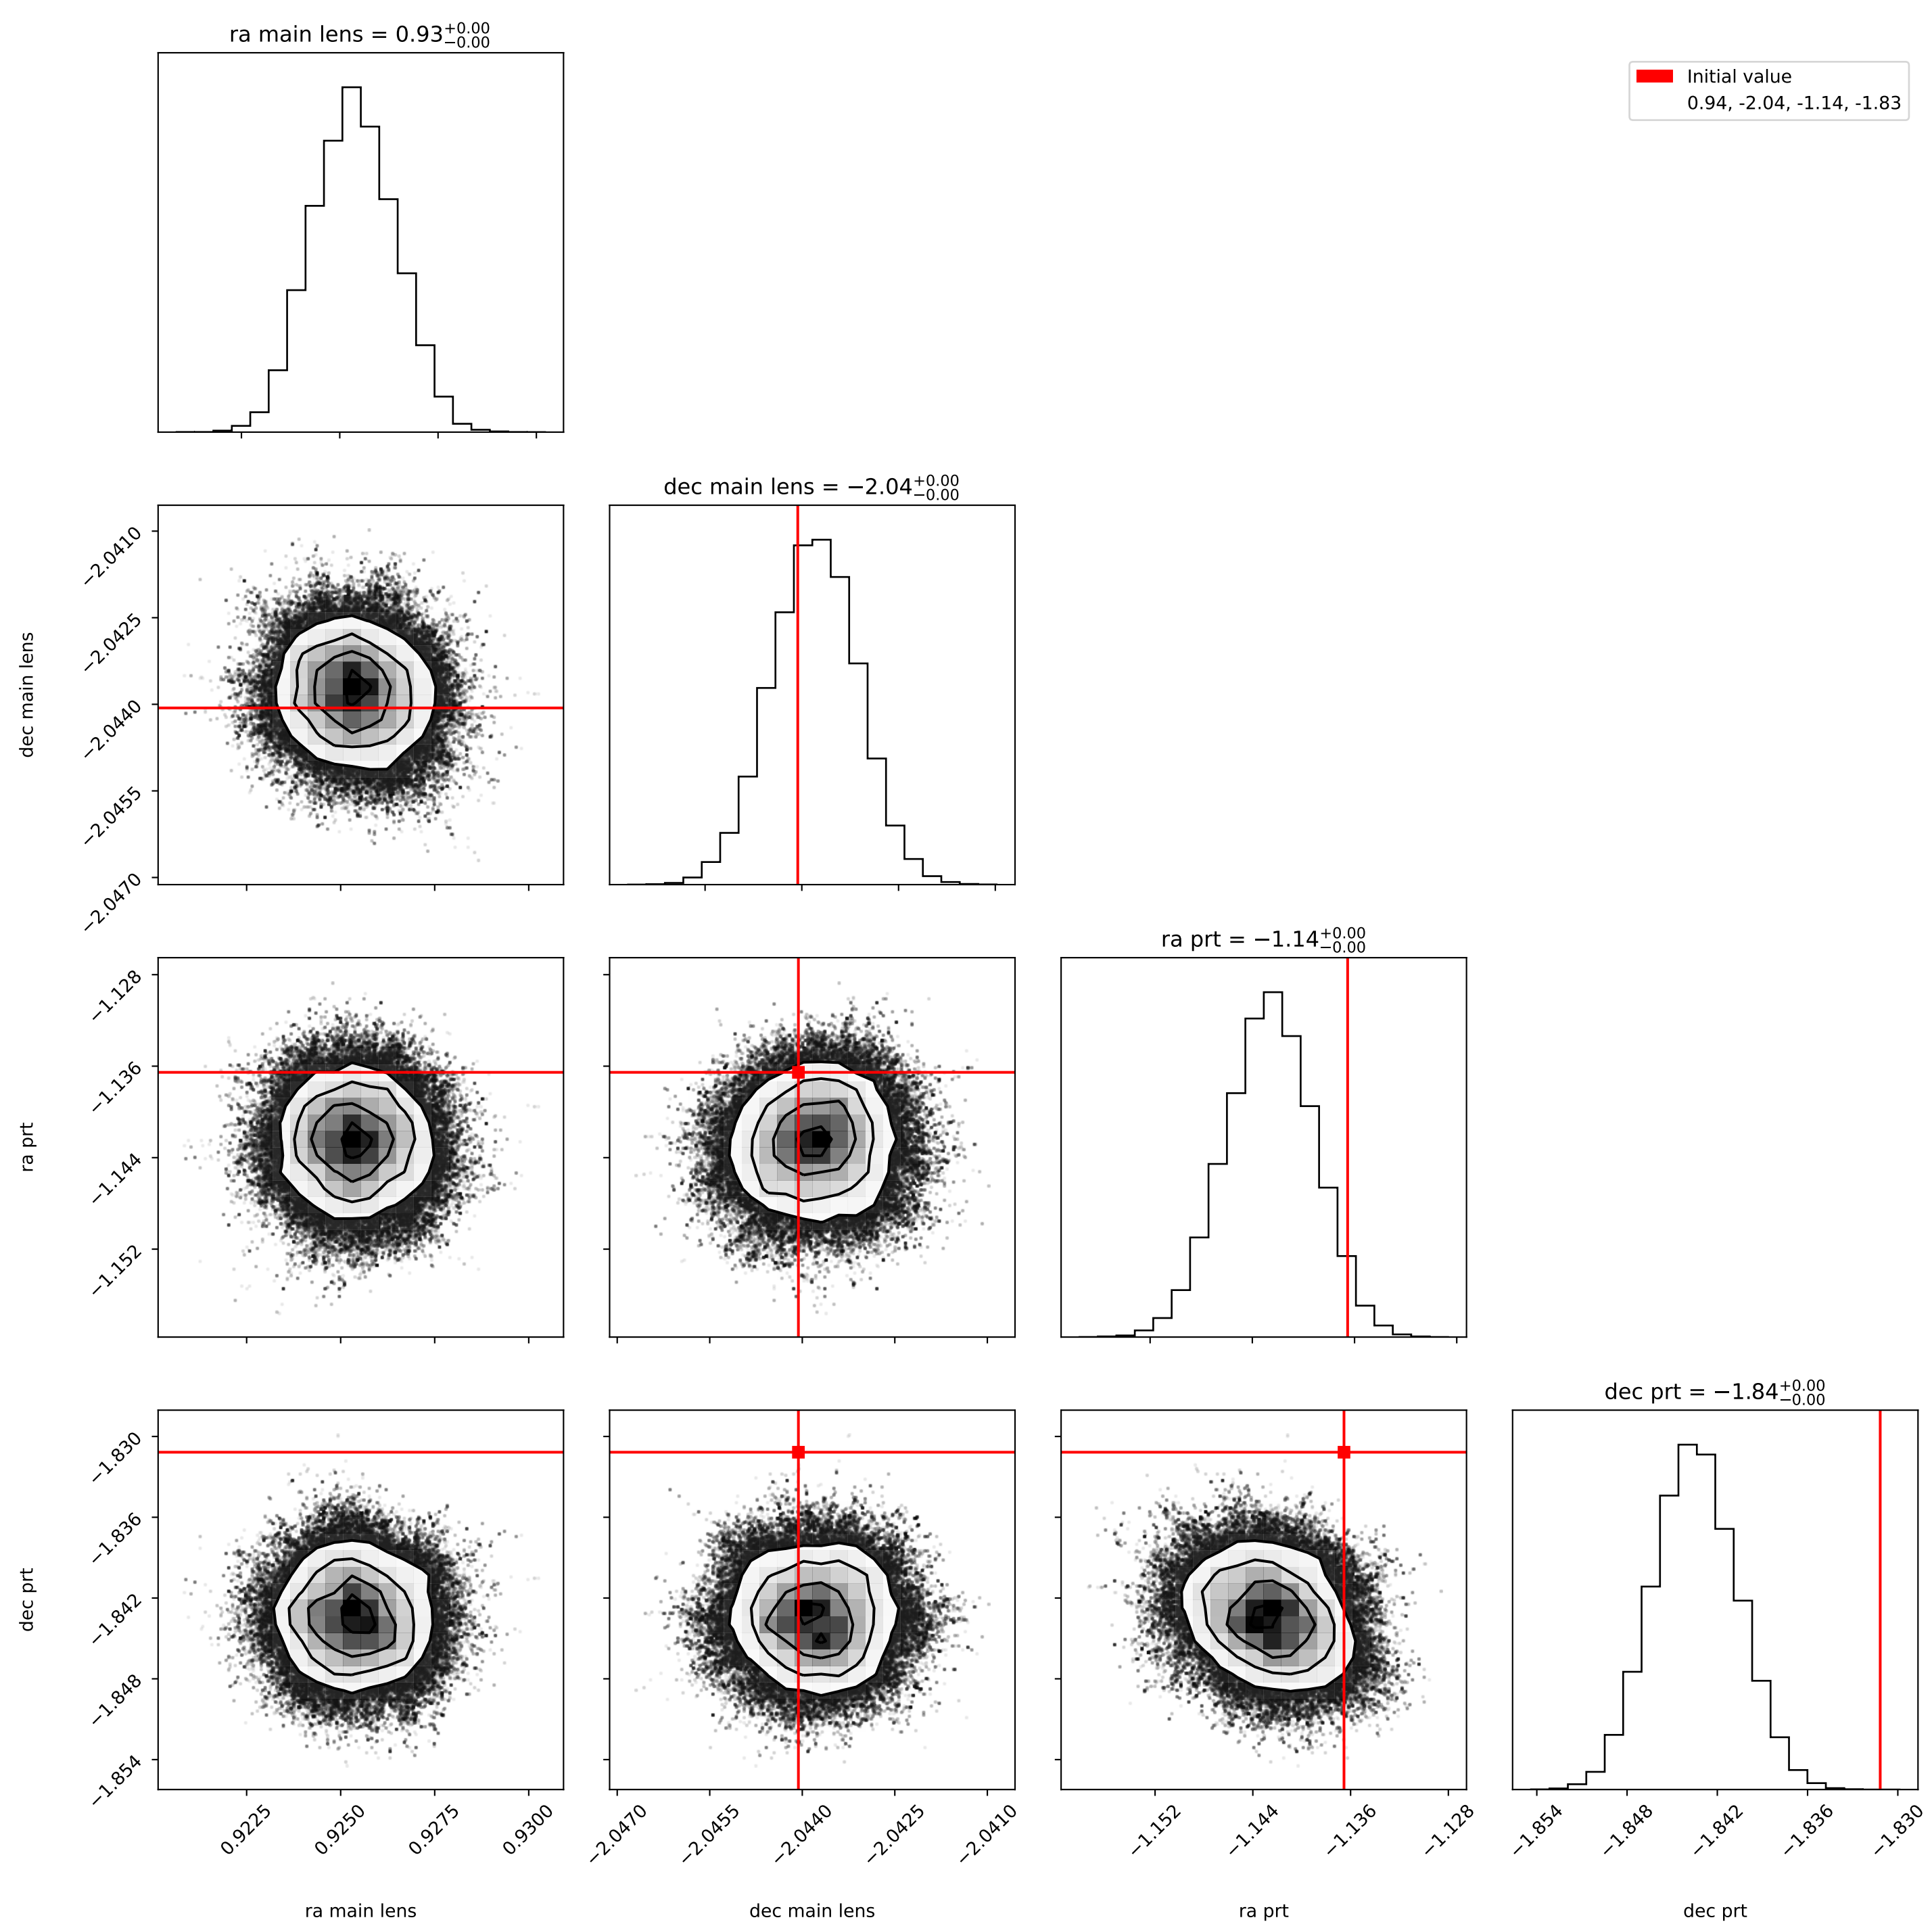 ra main lens = 0.93+0.00 −0.00
Initial value
0.94, -2.04, -1.14, -1.83
dec main lens = −2.04+0.00 −0.00
dec main lens
−2.0410
−2.0425
−2.0440
−2.0455
−2.0470
ra prt = −1.14+0.00 −0.00
ra prt
−1.128
−1.136
−1.144
−1.152
dec prt = −1.84+0.00 −0.00
dec prt
−1.830
−1.836
−1.842
−1.848
−1.854
0.9225 0.9250 0.9275 0.9300
−2.0470 −2.0455 −2.0440 −2.0425 −2.0410
−1.152 −1.144 −1.136 −1.128
−1.854 −1.848 −1.842 −1.836 −1.830
ra main lens
dec main lens
ra prt
dec prt